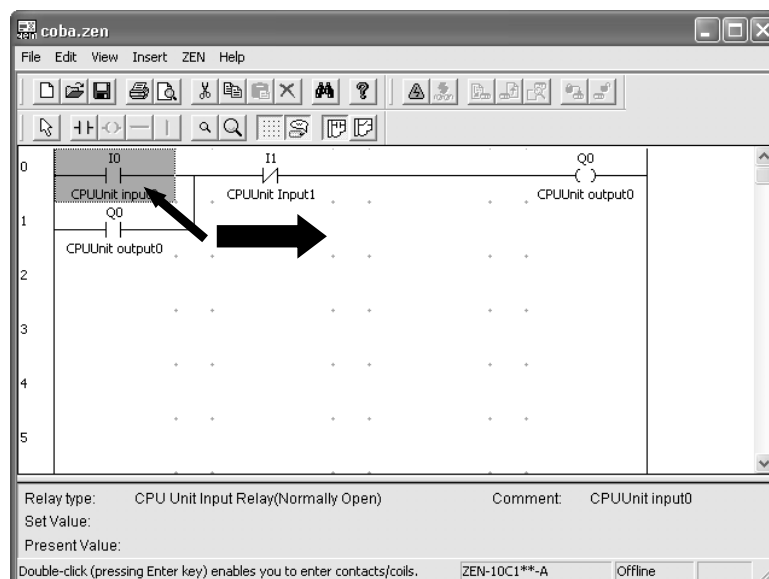 coba.zen
File Edit View Insert ZEN Help
0
I0 I1 Q0
CPUUnit CPUUnit Input1 CPUUnit output0
1
Q0
CPUUnit output0
2
3
4
5
Relay type: CPU Unit Input Relay(Normally Open) Comment: CPUUnit input0
Set Value:
Present Value:
Double-click (pressing Enter key) enables you to enter contacts/coils. ZEN-10C1**-A Offline